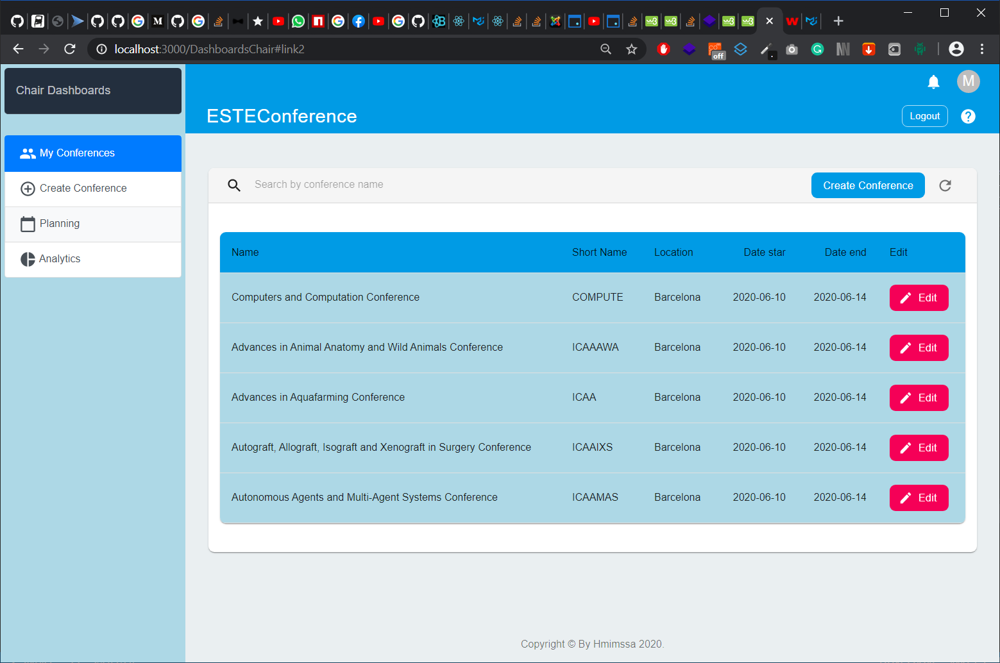 localhost:3000/DashboardsChair#link2
off
Chair Dashboards
M
ESTEConference
Logout
My Conferences
Create Conference
Planning
Analytics
Search by conference name
Create Conference
Name Short Name Location Date star Date end Edit
Computers and Computation Conference COMPUTE Barcelona 2020-06-10 2020-06-14 Edit
Advances in Animal Anatomy and Wild Animals Conference ICAAAWA Barcelona 2020-06-10 2020-06-14 Edit
Advances in Aquafarming Conference ICAA Barcelona 2020-06-10 2020-06-14 Edit
Autograft, Allograft, Isograft and Xenograft in Surgery Conference ICAAIXS Barcelona 2020-06-10 2020-06-14 Edit
Autonomous Agents and Multi-Agent Systems Conference ICAAMAS Barcelona 2020-06-10 2020-06-14 Edit
Copyright © By Hmimssa 2020.